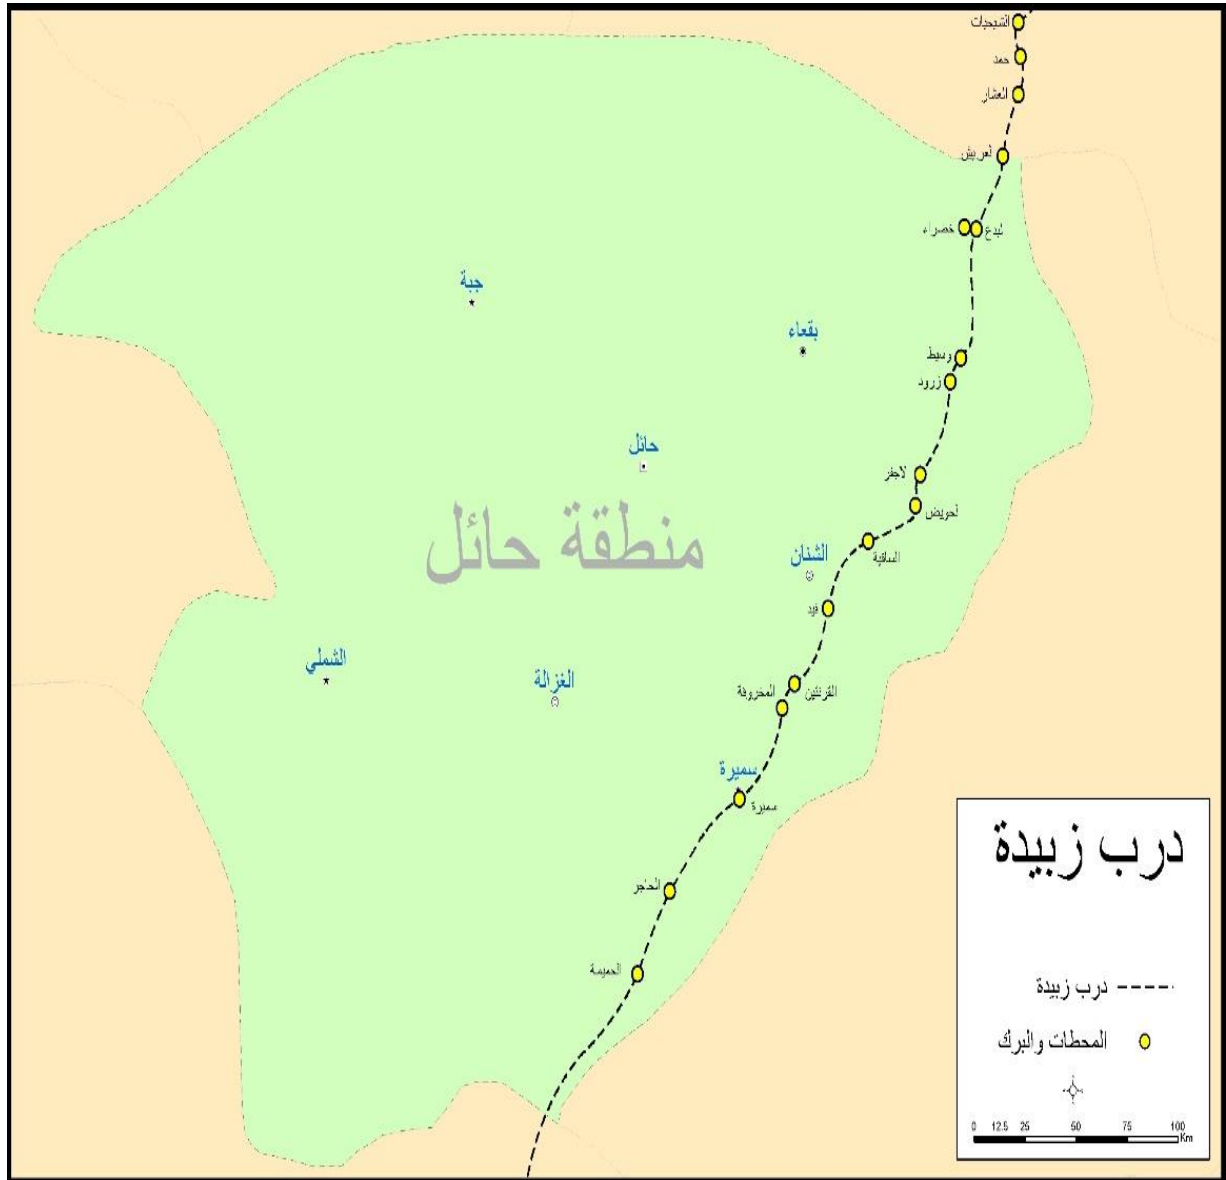 الشيحيات
حمد
العشار
لعريش
خضراء
لبدع
جبة
بقعاء
وسيط
زرود
حائل
لاجفر
لحويض
منطقة حائل
الساقية
الشنان
فيد
الشملي
الغزالة
القرنتين
المخروقة
سميرة
سميرة
الحاجر
الحميمة
درب زبيدة
درب زبيدة
المحطات والبرك
0 12.5 25 50 75 100
Km